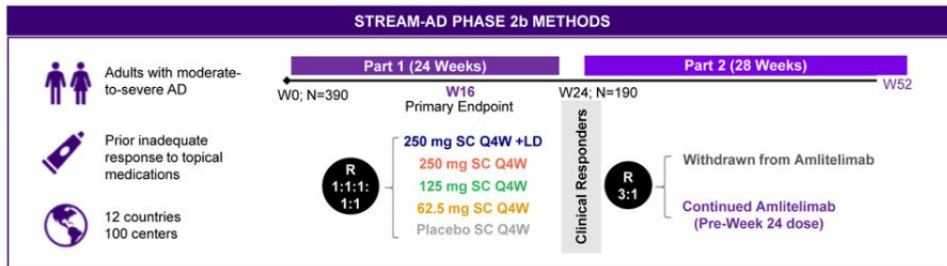 STREAM-AD PHASE 2b METHODS
Adults with moderate-
to-severe AD
Prior inadequate
response to topical
medications
12 countries
100 centers
Part 1 (24 Weeks)
Part 2 (28 Weeks)
W0; N=390
W16
Primary Endpoint
W24; N=190
W52
R
1:1:1:
1:1
250 mg SC Q4W +LD
250 mg SC Q4W
125 mg SC Q4W
62.5 mg SC Q4W
Placebo SC Q4W
Clinical Responders
R
3:1
Withdrawn from Amlitelimab
Continued Amlitelimab
(Pre-Week 24 dose)